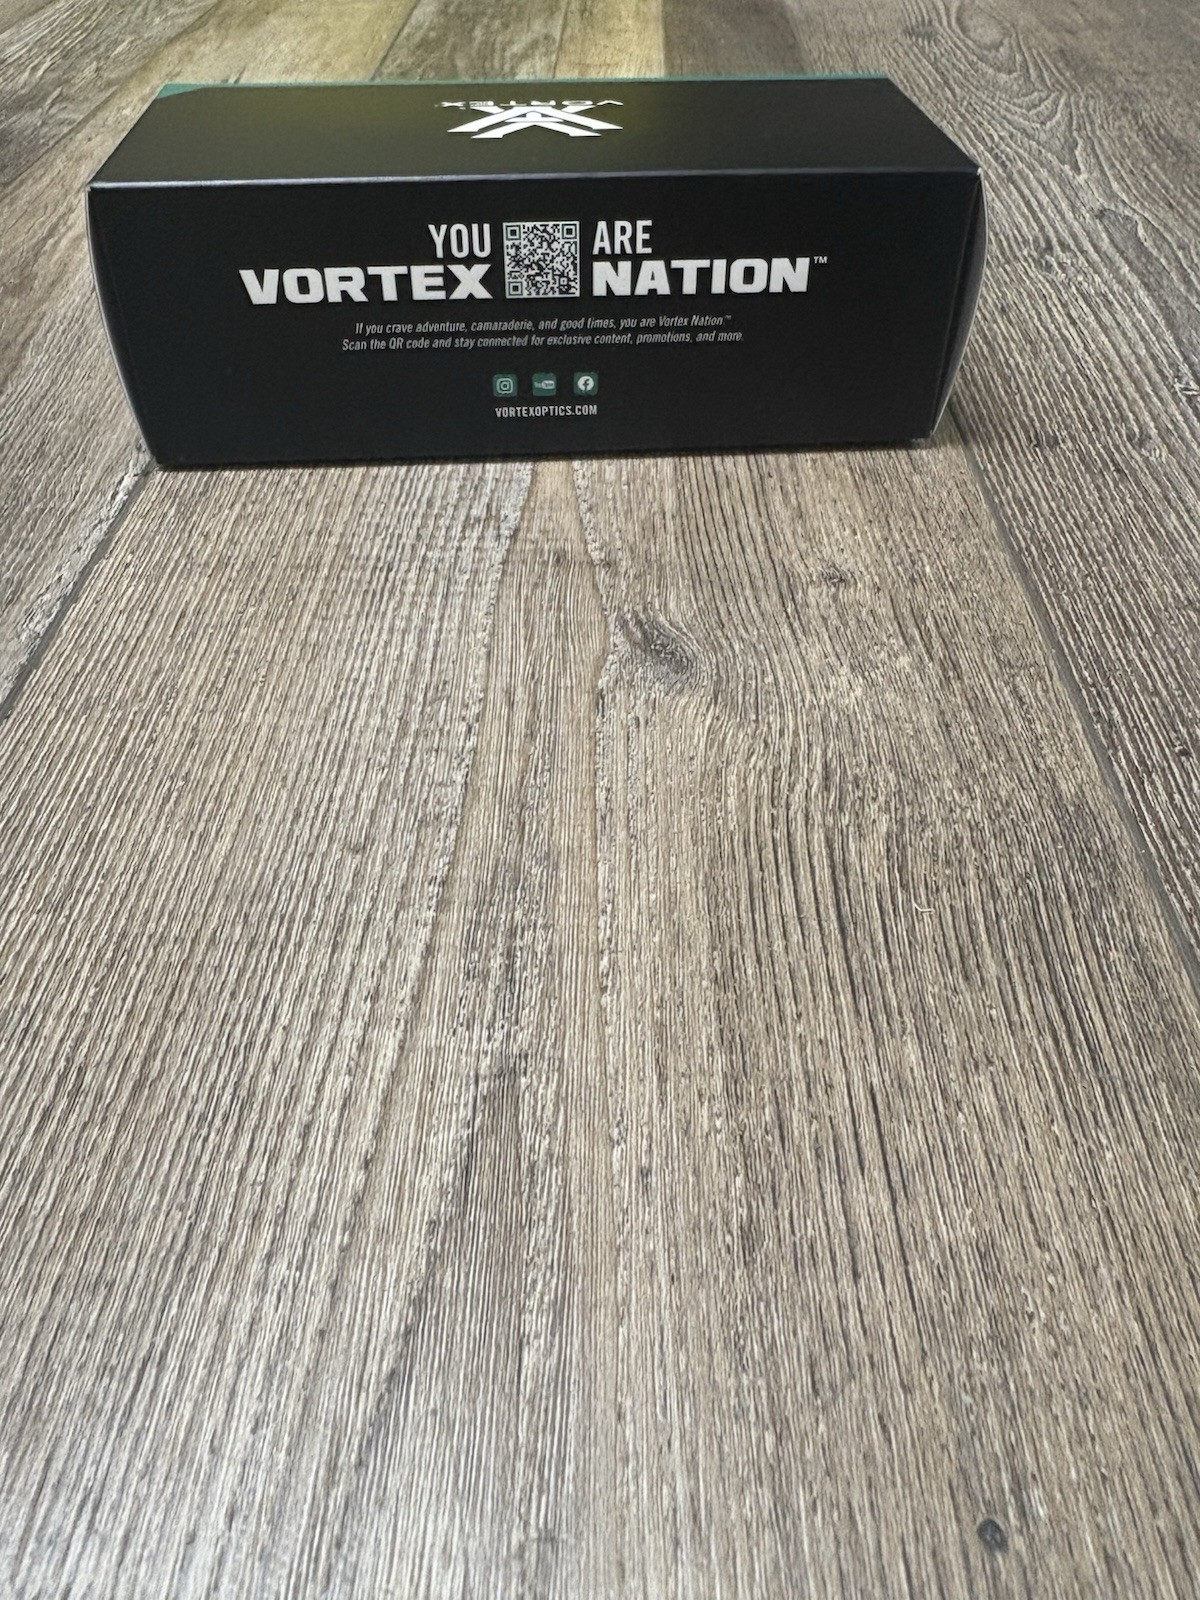 VORTEX
YOU ARE
VORTEX NATION™
If you crave adventure, camaraderie, and good times, you are Vortex Nation.™
Scan the QR code and stay connected for exclusive content, promotions, and more.
YouTube
VORTEXOPTICS.COM